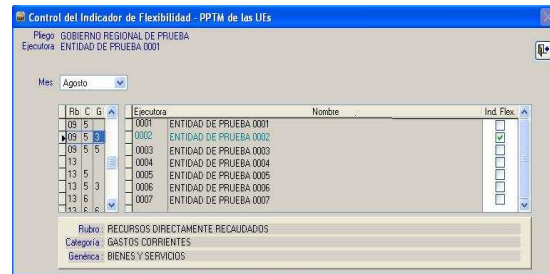 Control del Indicador de Flexibilidad - PPTM de las UEs
Pliego GOBIERNO REGIONAL DE PRUEBA
Ejecutora ENTIDAD DE PRUEBA 0001
Mes: Agosto
Rb C G
09 5
09 5 3
09 5 5
13
13 5
13 5 3
13 6
13 6 6
Ejecutora Nombre Ind. Flex.
0001 ENTIDAD DE PRUEBA 0001
0002 ENTIDAD DE PRUEBA 0002
0003 ENTIDAD DE PRUEBA 0003
0004 ENTIDAD DE PRUEBA 0004
0005 ENTIDAD DE PRUEBA 0005
0006 ENTIDAD DE PRUEBA 0006
0007 ENTIDAD DE PRUEBA 0007
Rubro : RECURSOS DIRECTAMENTE RECAUDADOS
Categoría : GASTOS CORRIENTES
Genérica : BIENES Y SERVICIOS